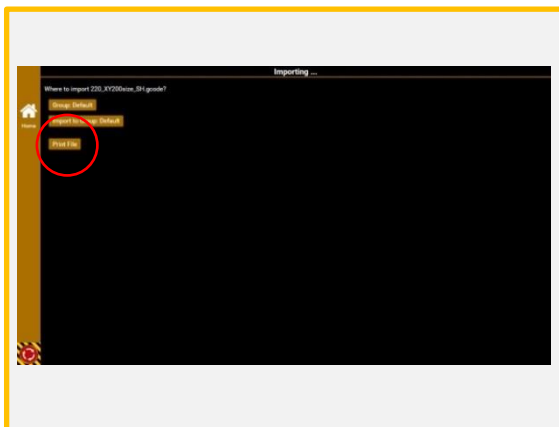 Importing ...
Where to import 220_XY200size_SH.gcode?
Group: Default
Home
Import to Group: Default
Print File